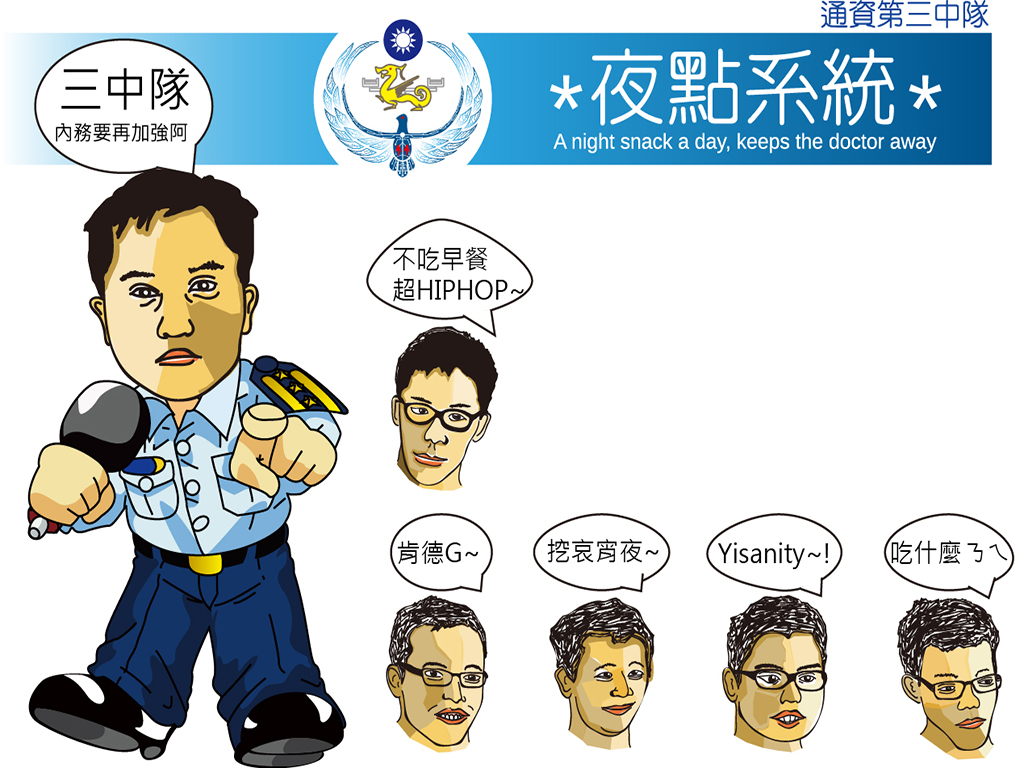 通資第三中隊
*夜點系統*
A night snack a day, keeps the doctor away
三中隊
內務要再加強阿
不吃早餐
超HIPHOP~
肯德G~
挖哀宵夜~
Yisanity~!
吃什麼ㄋㄟ